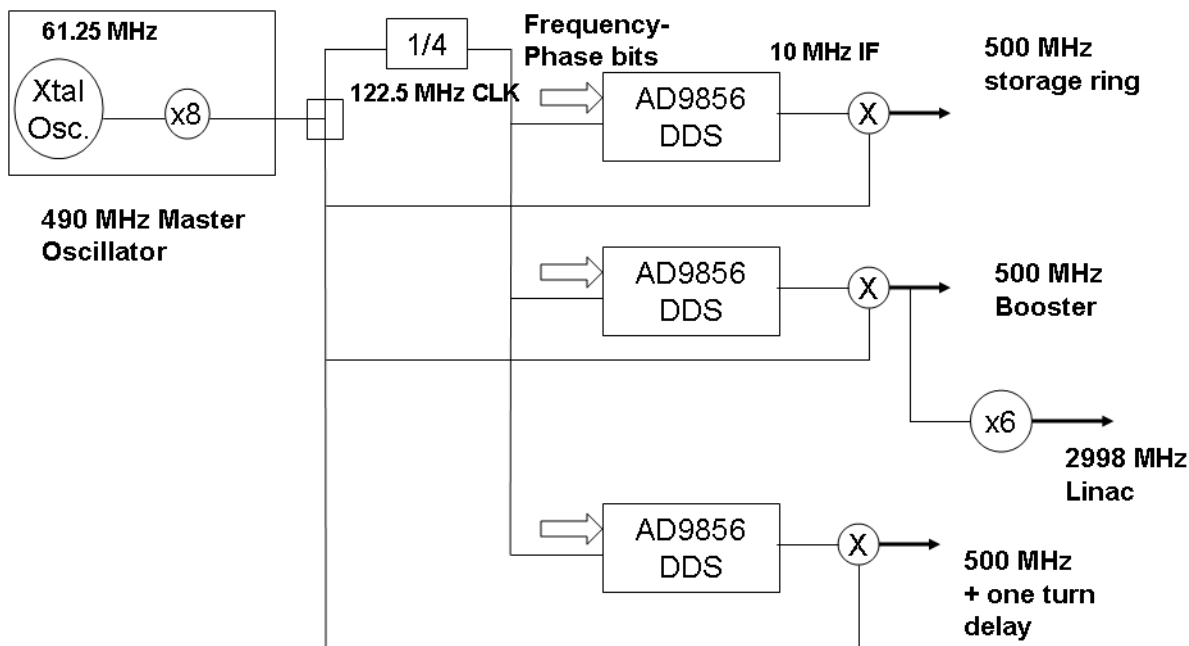 61.25 MHz
Xtal
Osc.
x8
490 MHz Master
Oscillator
1/4
122.5 MHz CLK
Frequency-
Phase bits
AD9856
DDS
10 MHz IF
X
500 MHz
storage ring
AD9856
DDS
X
500 MHz
Booster
x6
2998 MHz
Linac
AD9856
DDS
X
500 MHz
+ one turn
delay